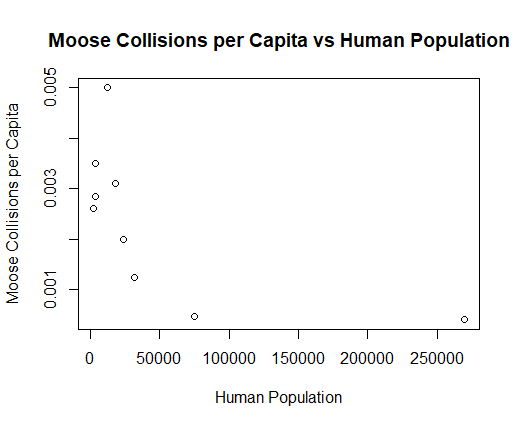 Moose Collisions per Capita vs Human Population
Moose Collisions per Capita
0.005
0.003
0.001
0 50000 100000 150000 200000 250000
Human Population